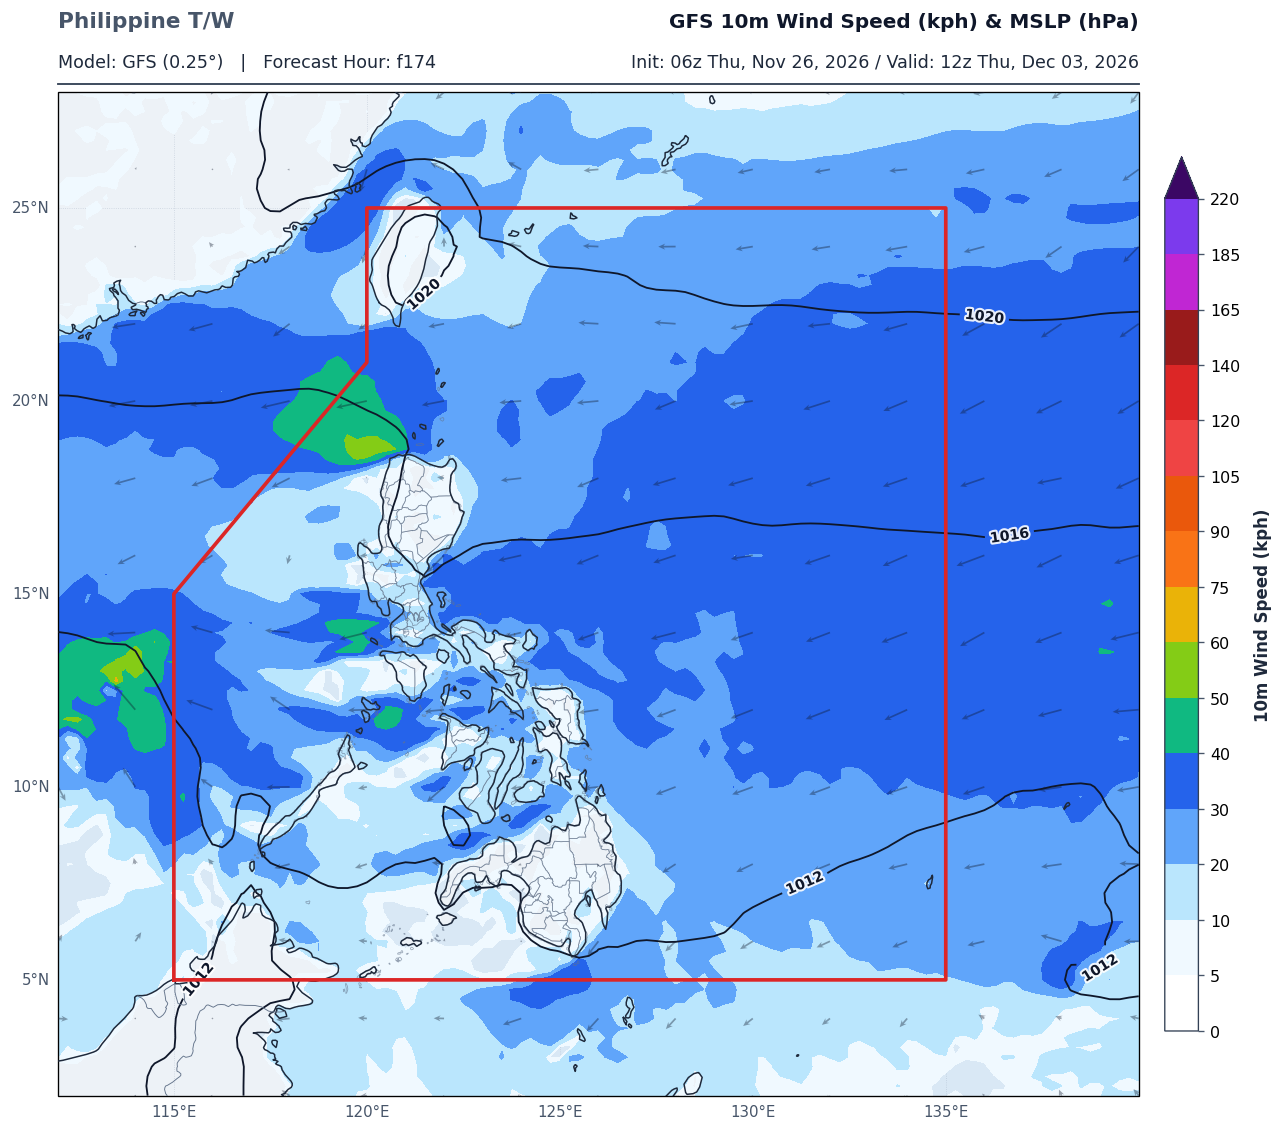 Philippine T/W
GFS 10m Wind Speed (kph) & MSLP (hPa)
Model: GFS (0.25°) | Forecast Hour: f174
Init: 06z Thu, Nov 26, 2026 / Valid: 12z Thu, Dec 03, 2026
25°N
20°N
15°N
10°N
5°N
115°E
120°E
125°E
130°E
135°E
1020
1020
1016
1012
1012
1012
220
185
165
140
120
105
90
75
60
50
40
30
20
10
5
0
10m Wind Speed (kph)